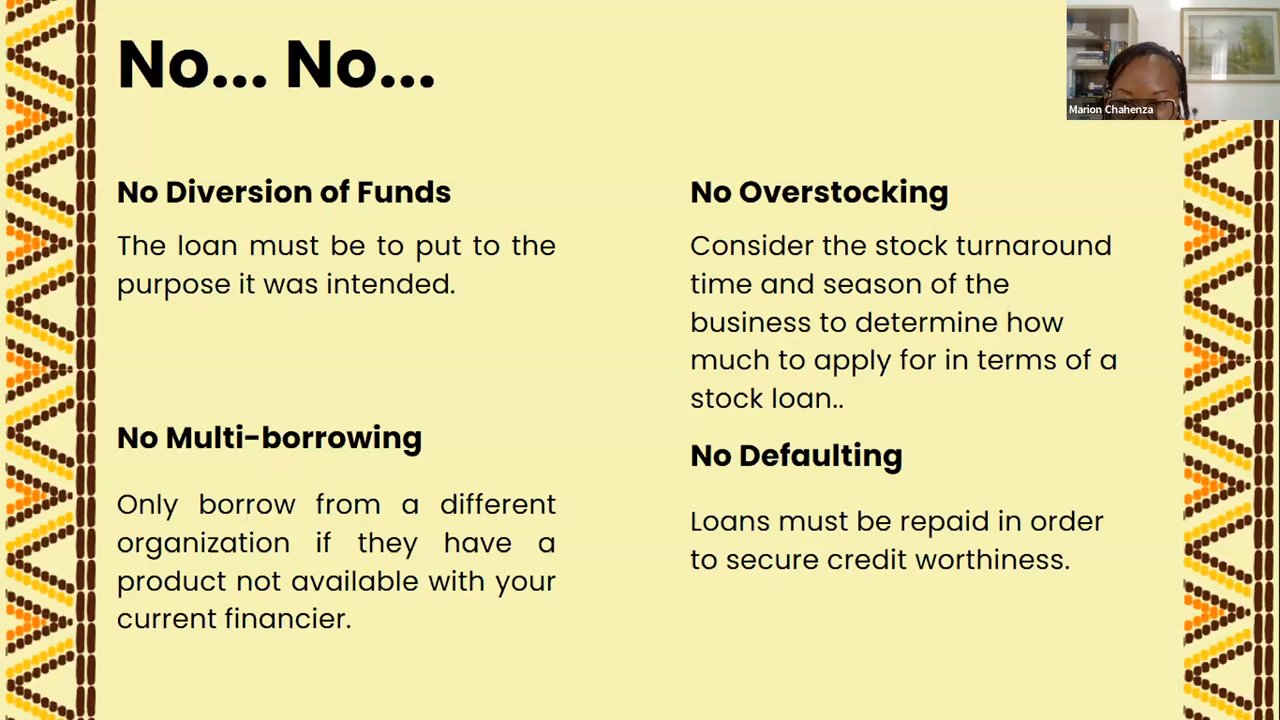 No... No...
Marion Chahenza
No Diversion of Funds
The loan must be to put to the
purpose it was intended.
No Multi-borrowing
Only borrow from a different
organization if they have a
product not available with your
current financier.
No Overstocking
Consider the stock turnaround
time and season of the
business to determine how
much to apply for in terms of a
stock loan..
No Defaulting
Loans must be repaid in order
to secure credit worthiness.